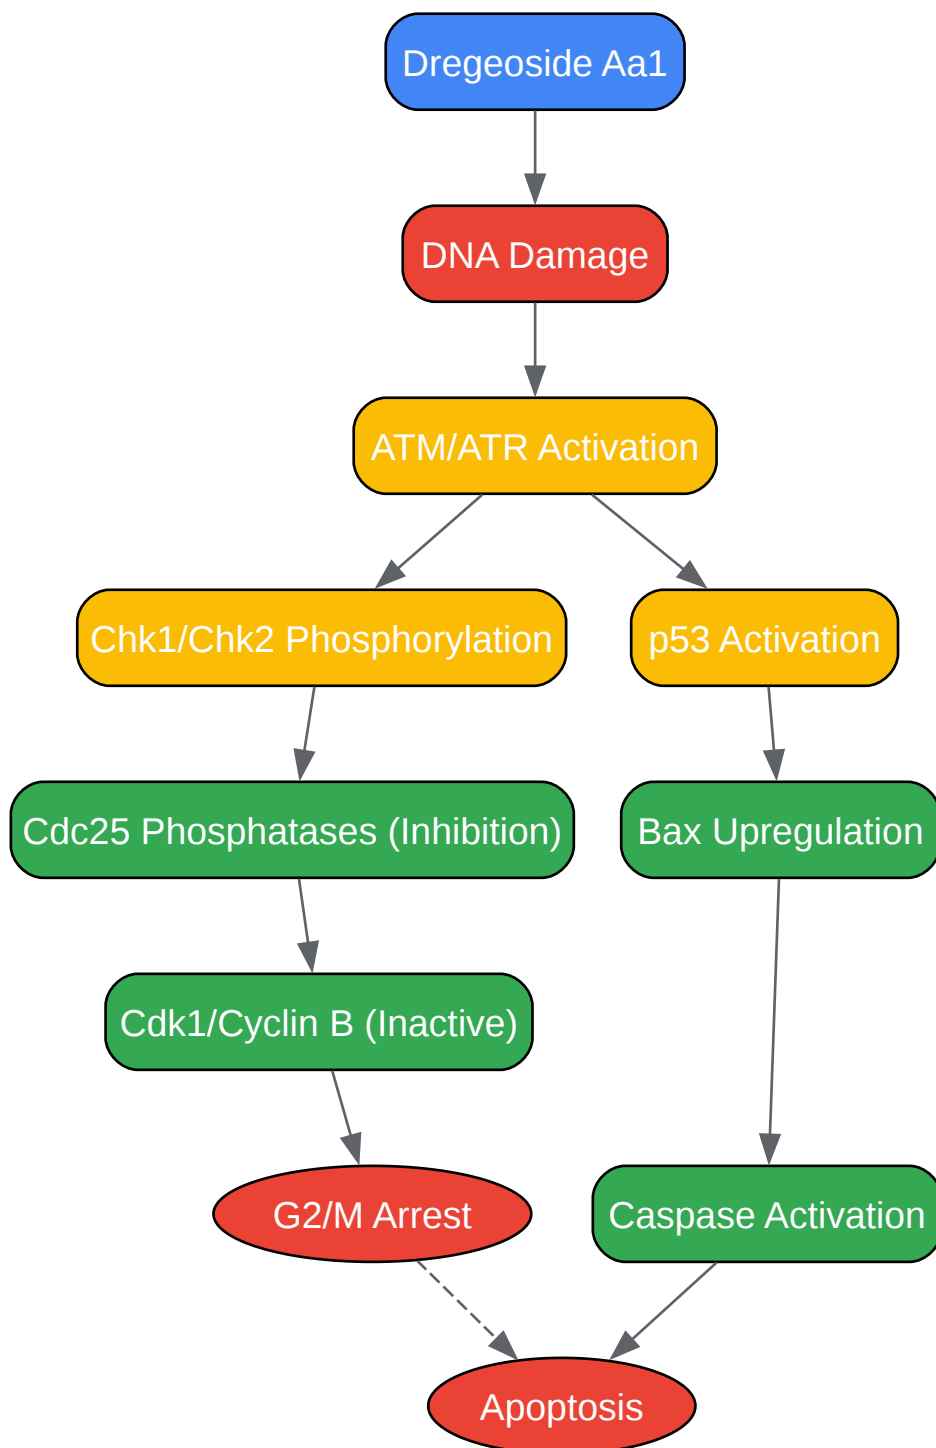 Dregeoside Aa1
DNA Damage
ATM/ATR Activation
Chk1/Chk2 Phosphorylation
p53 Activation
Cdc25 Phosphatases (Inhibition)
Bax Upregulation
Cdk1/Cyclin B (Inactive)
G2/M Arrest
Caspase Activation
Apoptosis